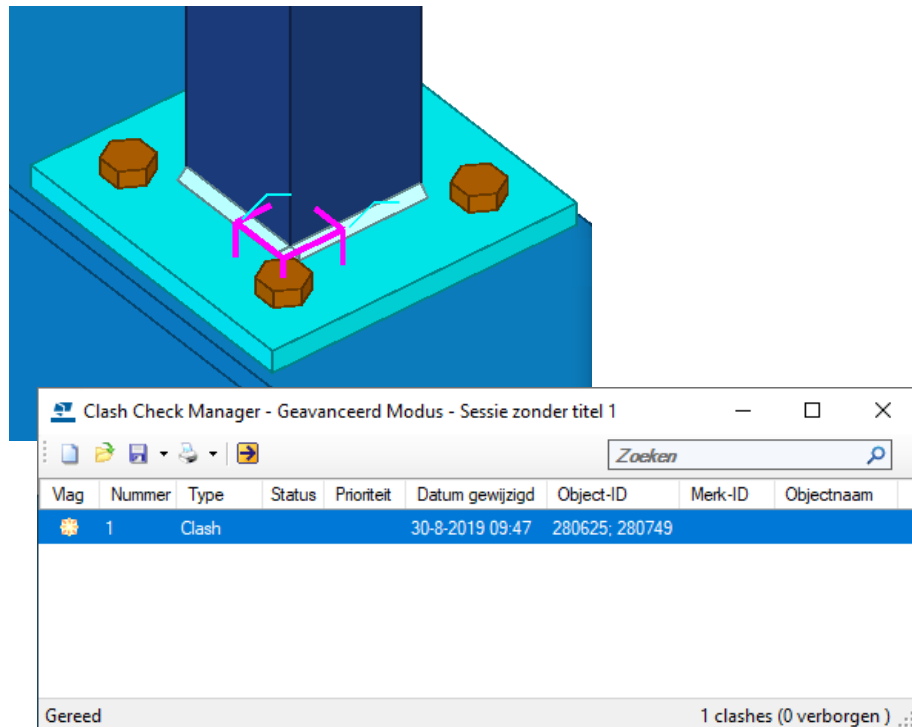 Clash Check Manager - Geavanceerd Modus - Sessie zonder titel 1
Zoeken
Vlag Nummer Type Status Prioriteit Datum gewijzigd Object-ID Merk-ID Objectnaam
1 Clash 30-8-2019 09:47 280625; 280749
Gereed 1 clashes (0 verborgen )